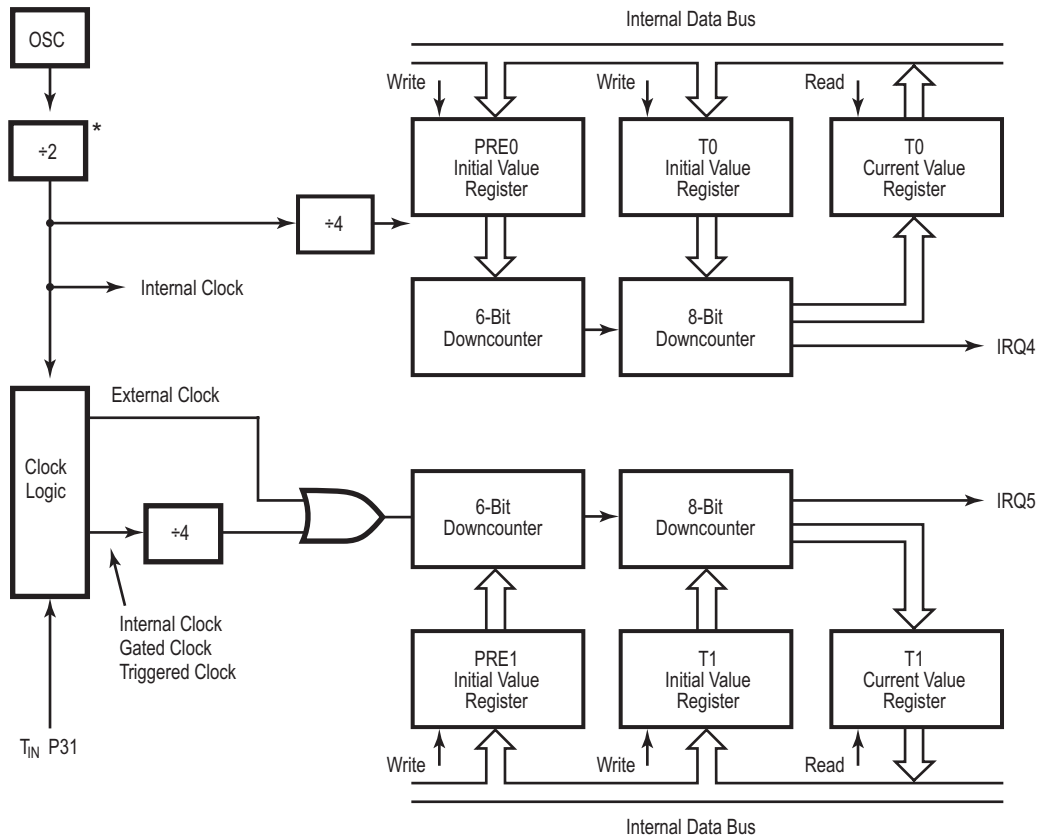 Internal Data Bus
OSC
Write
Write
Read
÷2
*
PRE0
Initial Value
Register
T0
Initial Value
Register
T0
Current Value
Register
÷4
Internal Clock
6-Bit
Downcounter
8-Bit
Downcounter
IRQ4
External Clock
Clock
Logic
÷4
6-Bit
Downcounter
8-Bit
Downcounter
IRQ5
Internal Clock
Gated Clock
Triggered Clock
PRE1
Initial Value
Register
T1
Initial Value
Register
T1
Current Value
Register
TIN P31
Write
Write
Read
Internal Data Bus